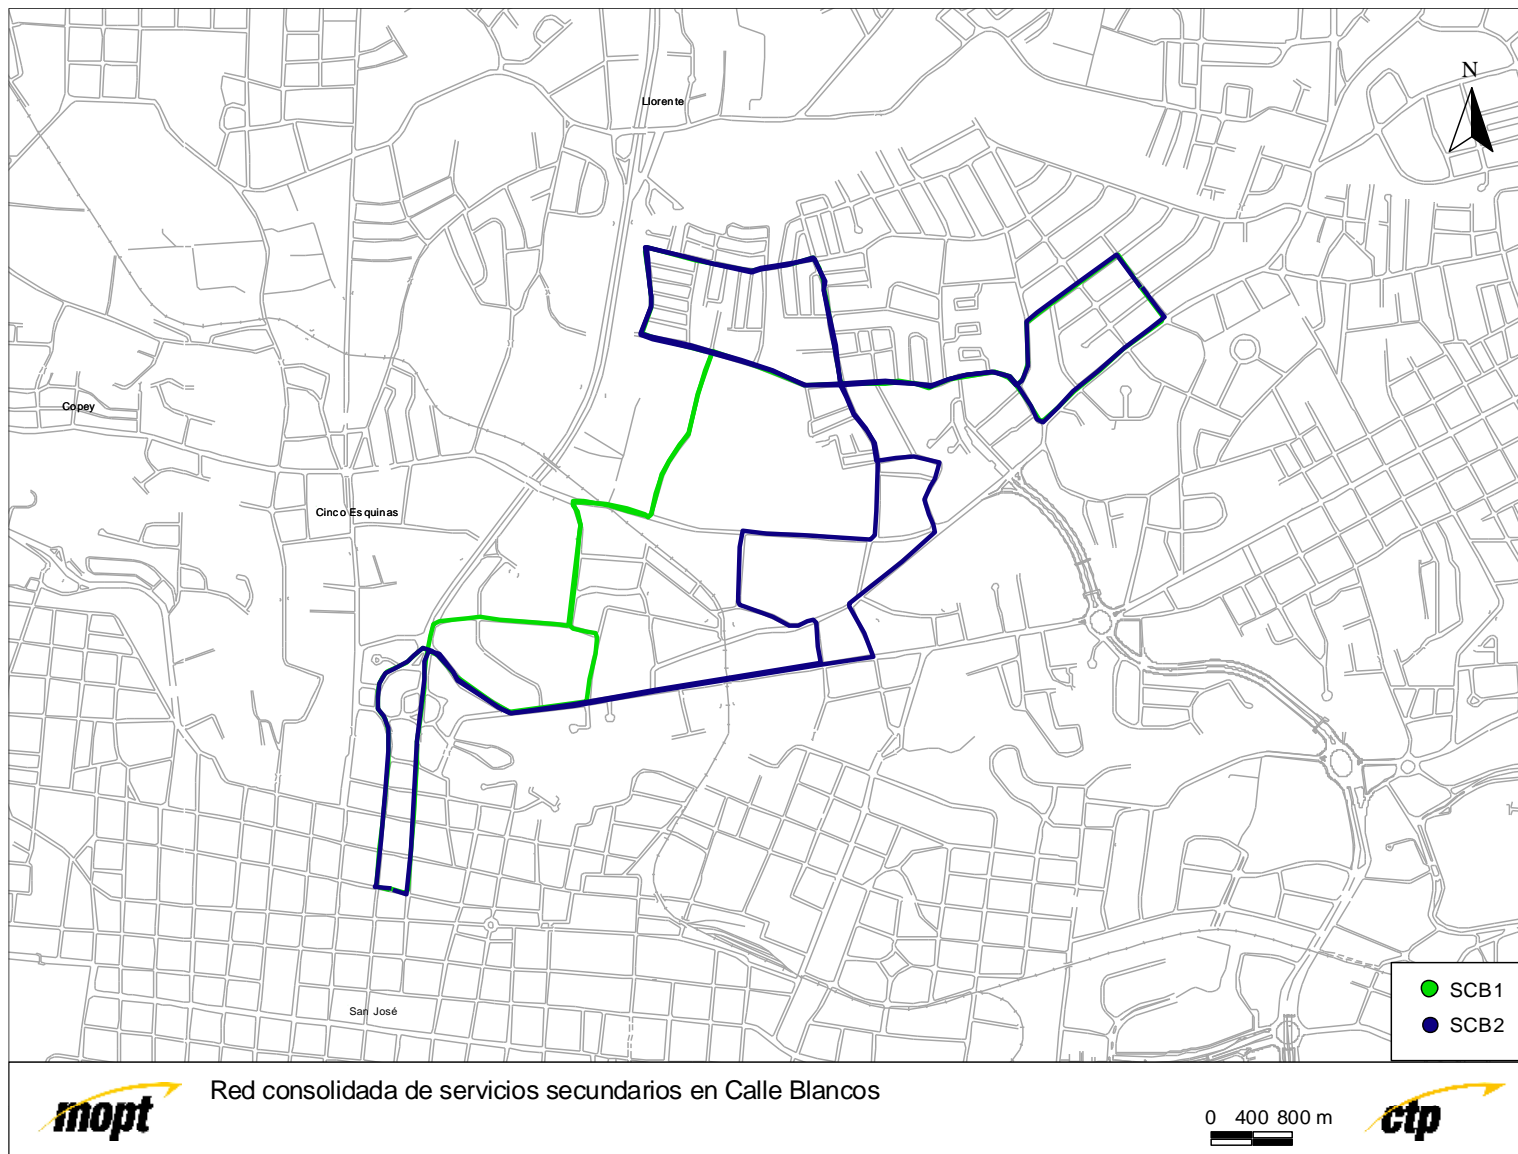 Llorente
N
Copey
Cinco Esquinas
San José
SCB1
SCB2
Red consolidada de servicios secundarios en Calle Blancos
mopt
0 400 800 m
ctp